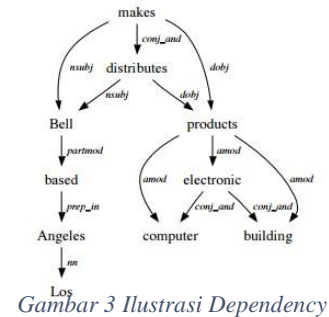 makes
conj_and
distributes
nsubj
dobj
nsubj
dobj
Bell
products
partmod
amod
based
amod
electronic
amod
prep_in
conj_and
conj_and
Angeles
computer
building
nn
Los
Gambar 3 Ilustrasi Dependency